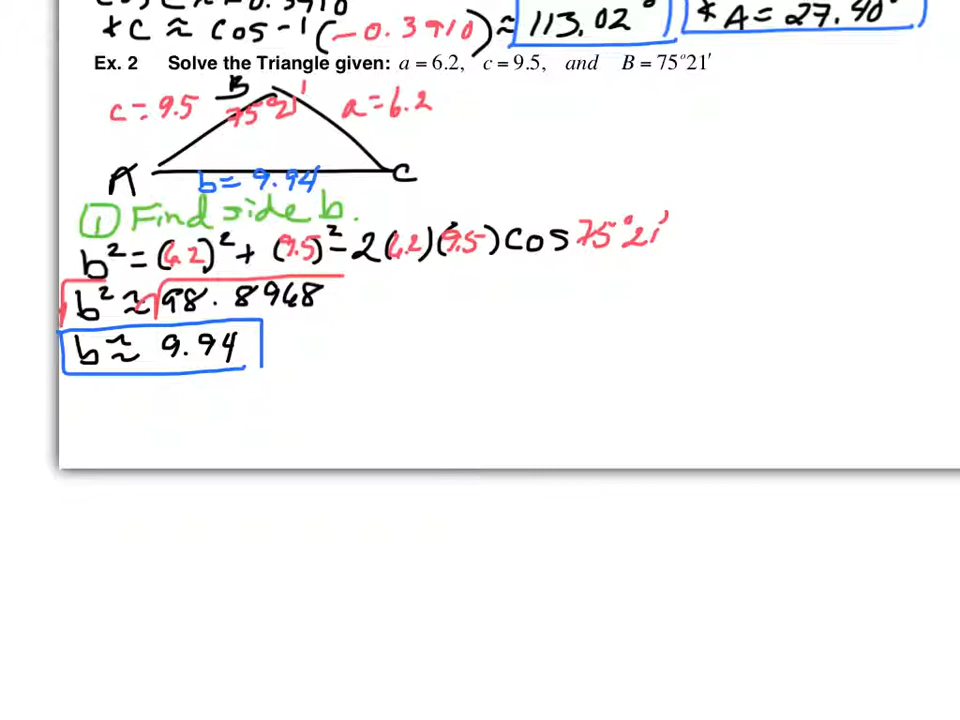 *C ≈ cos-1(-0.3910) ≈ 113.02° *A = 27.40°
Ex. 2 Solve the Triangle given: a = 6.2, c = 9.5, and B = 75°21′
B
c = 9.5 75°21′ a = 6.2
A b = 9.94 C
① Find side b.
b² = (6.2)² + (9.5)² - 2(6.2)(9.5) cos 75°21′
√b² ≈ √98.8968
b ≈ 9.94